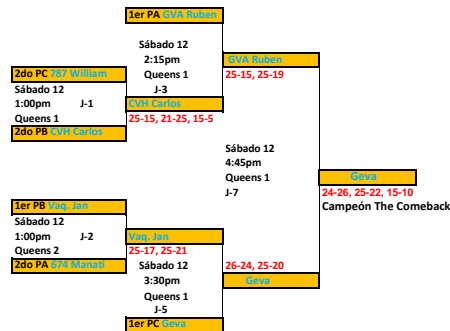 1er PA GVA Ruben
Sábado 12
2:15pm
GVA Ruben
2do PC 787 William
Queens 1
25-15, 25-19
Sábado 12
J-3
1:00pm J-1
CVH Carlos
Queens 1
25-15, 21-25, 15-5
2do PB CVH Carlos
Sábado 12
4:45pm
Queens 1
Geva
J-7
24-26, 25-22, 15-10
1er PB Vaq. Jan
Campeón The Comeback
Sábado 12
1:00pm J-2
Vaq. Jan
Queens 2
25-17, 25-21
2do PA 674 Manatí
Sábado 12
26-24, 25-20
3:30pm
Geva
Queens 1
J-5
1er PC Geva